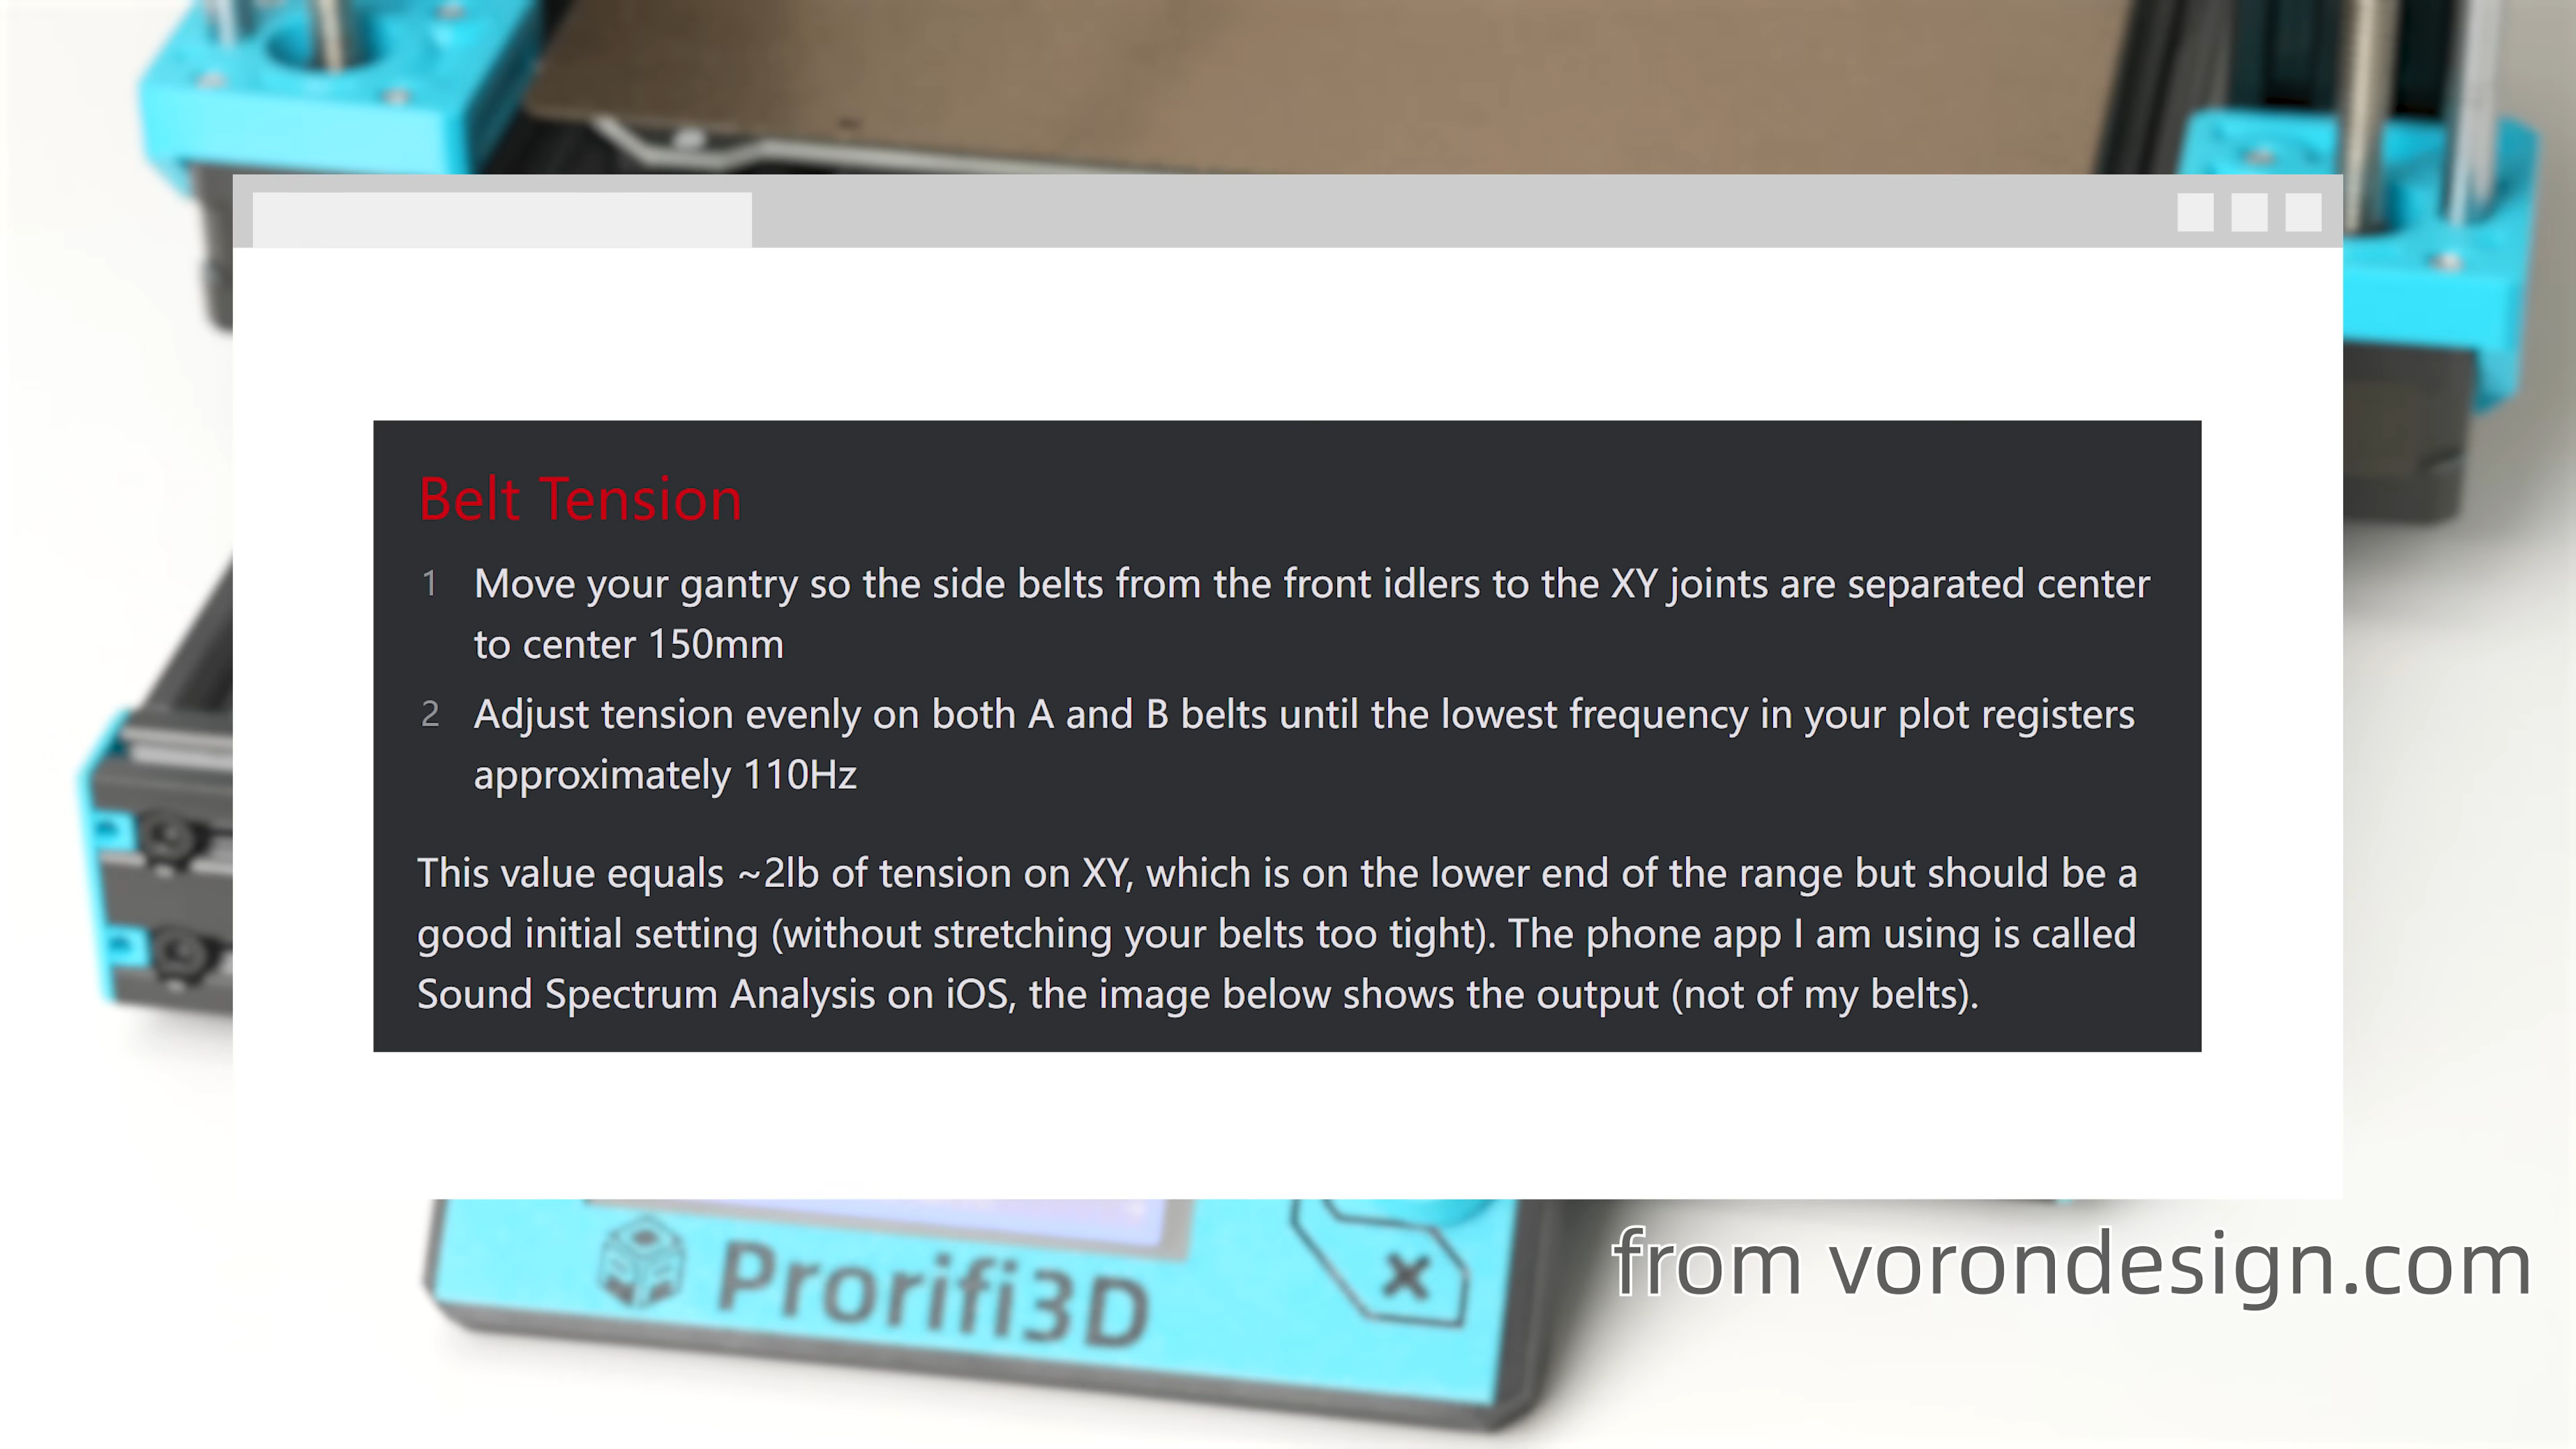 Belt Tension
1 Move your gantry so the side belts from the front idlers to the XY joints are separated center
to center 150mm
2 Adjust tension evenly on both A and B belts until the lowest frequency in your plot registers
approximately 110Hz
This value equals ~2lb of tension on XY, which is on the lower end of the range but should be a
good initial setting (without stretching your belts too tight). The phone app I am using is called
Sound Spectrum Analysis on iOS, the image below shows the output (not of my belts).
Prorifi3D
from vorondesign.com